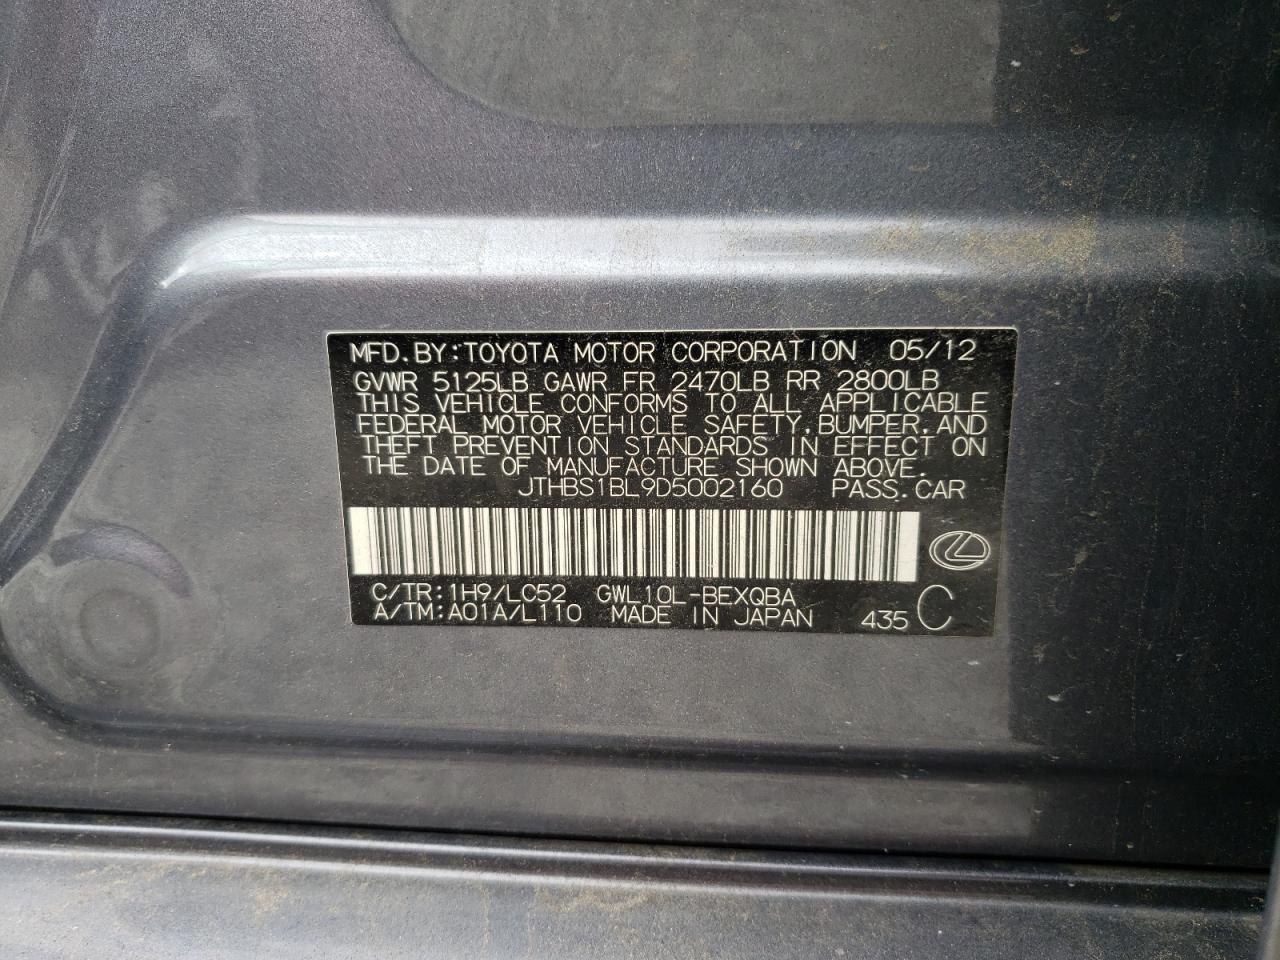 MFD.BY:TOYOTA MOTOR CORPORATION 05/12
GVWR 5125LB GAWR FR 2470LB RR 2800LB
THIS VEHICLE CONFORMS TO ALL APPLICABLE
FEDERAL MOTOR VEHICLE SAFETY,BUMPER,AND
THEFT PREVENTION STANDARDS IN EFFECT ON
THE DATE OF MANUFACTURE SHOWN ABOVE.
JTHBS1BL9D5002160 PASS.CAR
C/TR:1H9/LC52 GWL10L-BEXQBA
A/TM:A01A/L110 MADE IN JAPAN 435 C